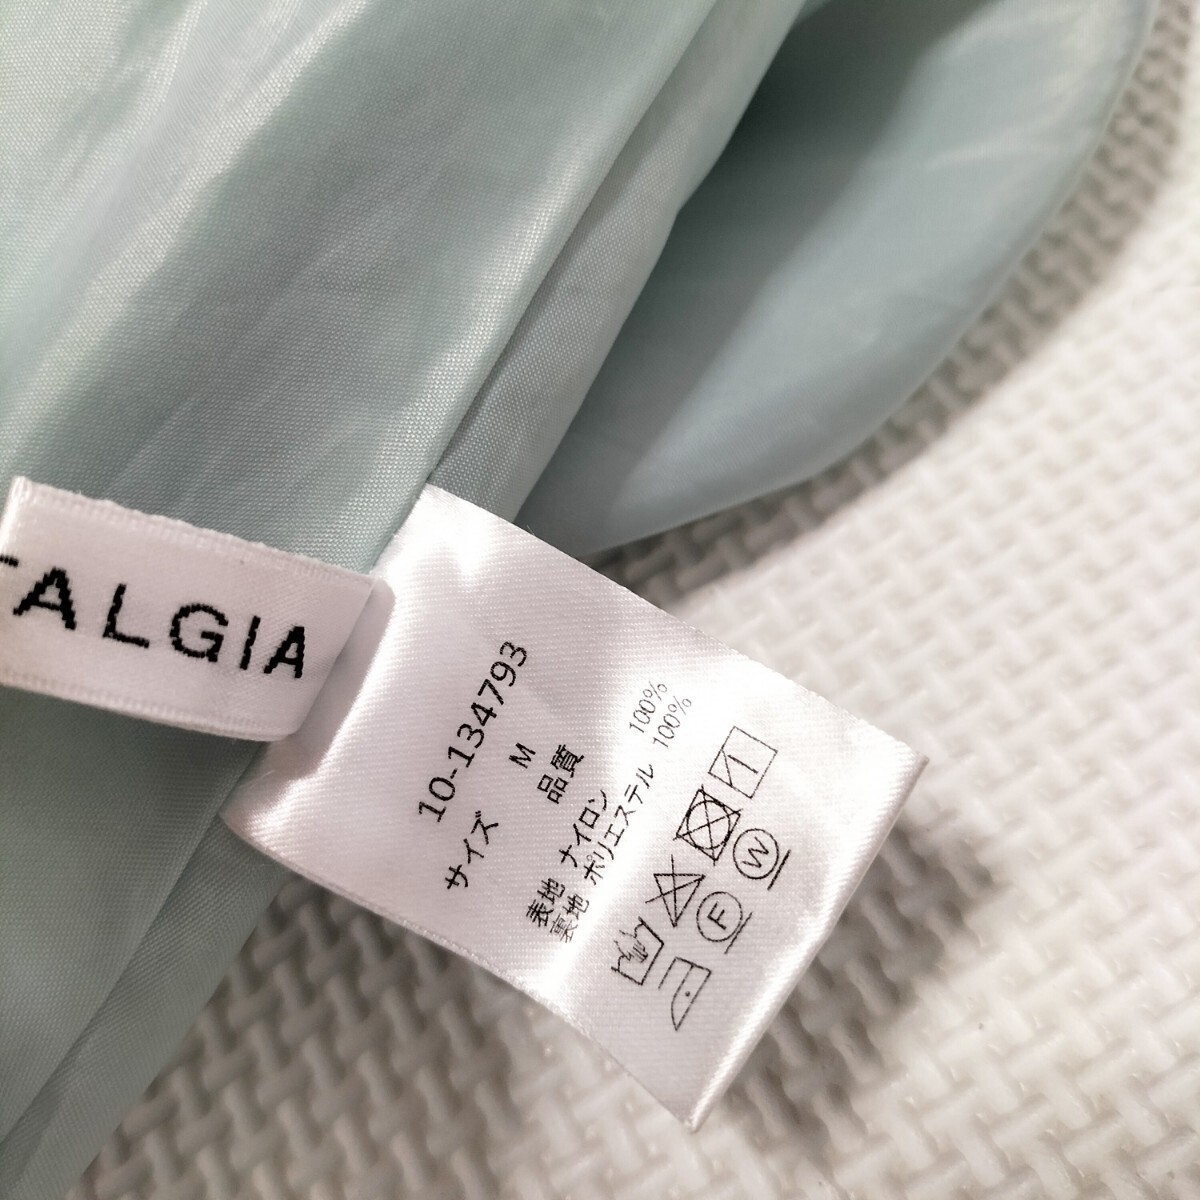 TALGIA
10-134793
サイズ M
品質
表地 ナイロン 100%
裏地 ポリエステル 100%
W
F